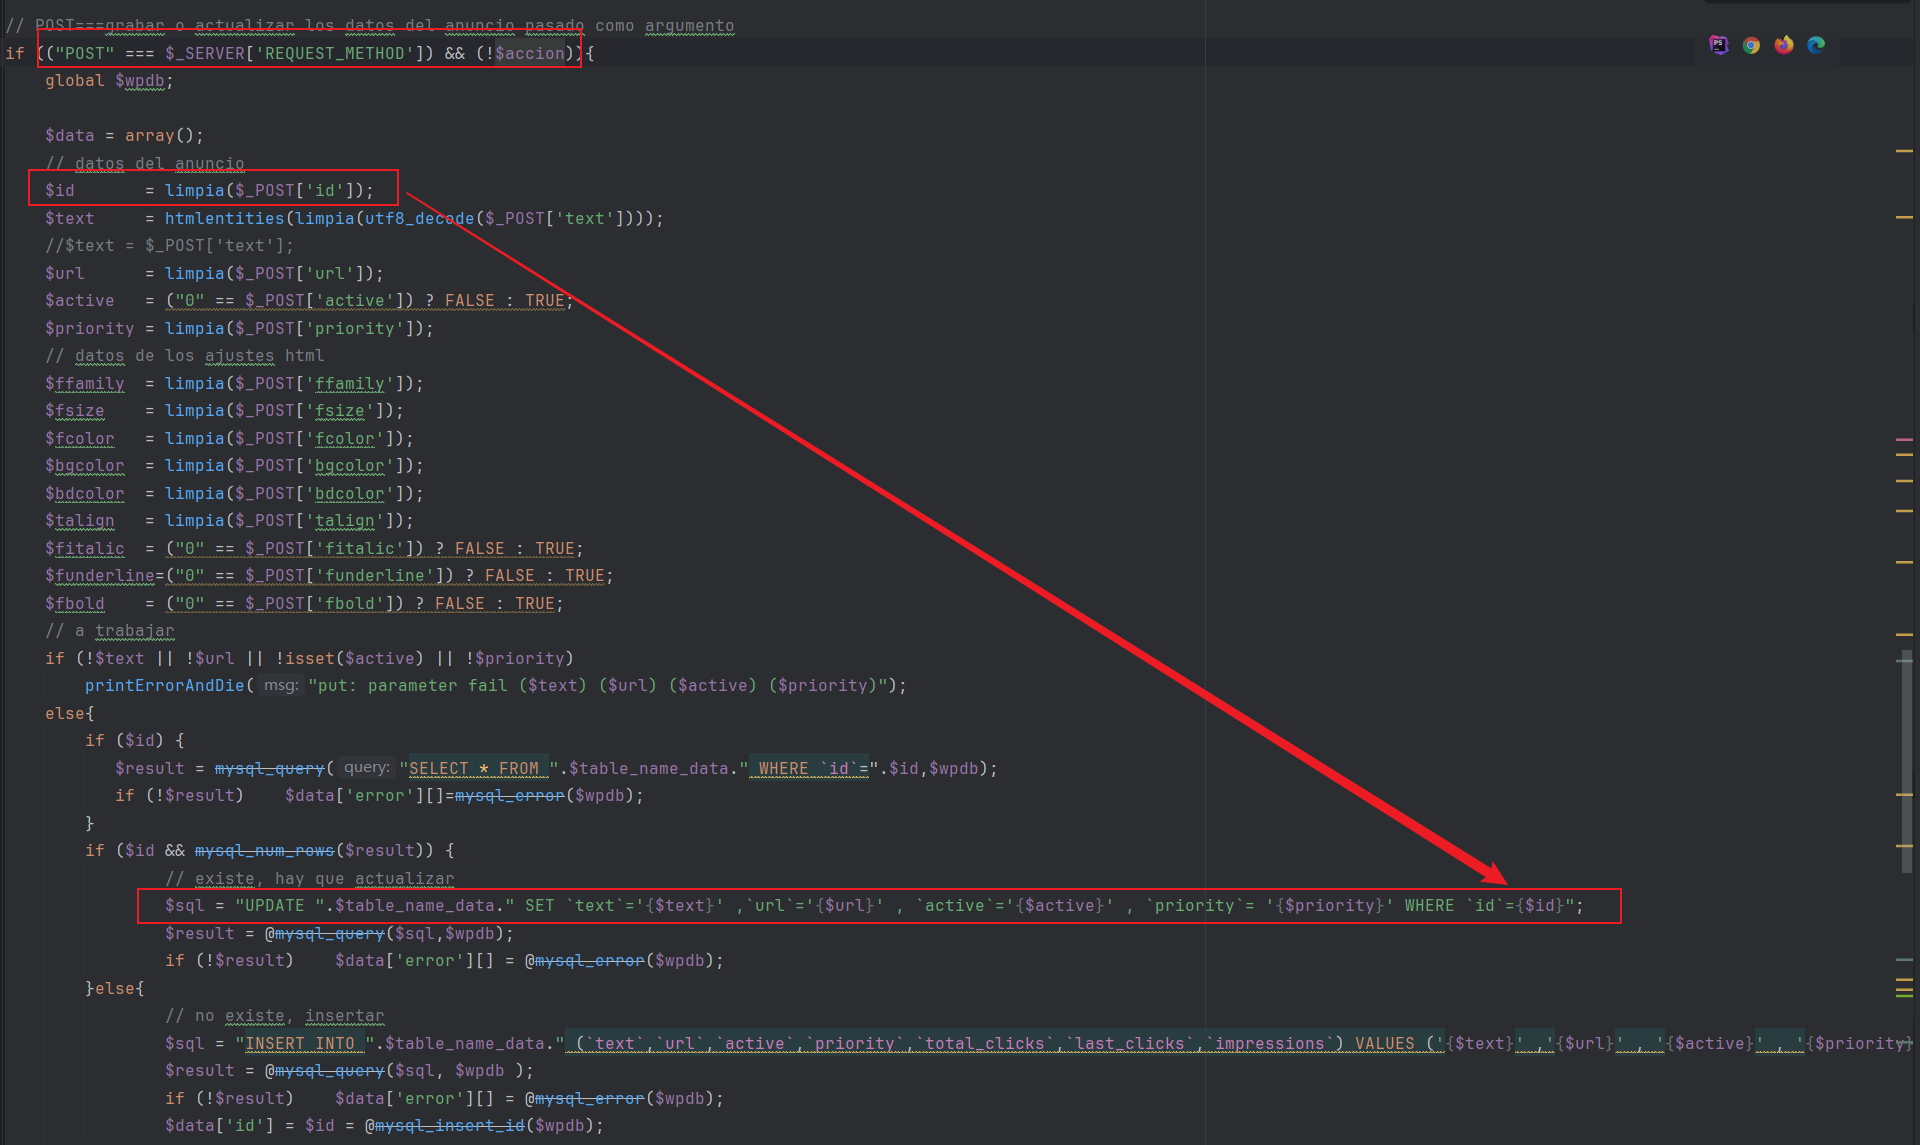 // POST===grabar o actualizar los datos del anuncio pasado como argumento
if (("POST" === $_SERVER['REQUEST_METHOD']) && (!$accion)){
global $wpdb;
$data = array();
// datos del anuncio
$id = limpia($_POST['id']);
$text = htmlentities(limpia(utf8_decode($_POST['text'])));
//$text = $_POST['text'];
$url = limpia($_POST['url']);
$active = ("0" == $_POST['active']) ? FALSE : TRUE;
$priority = limpia($_POST['priority']);
// datos de los ajustes html
$ffamily = limpia($_POST['ffamily']);
$fsize = limpia($_POST['fsize']);
$fcolor = limpia($_POST['fcolor']);
$bgcolor = limpia($_POST['bgcolor']);
$bdcolor = limpia($_POST['bdcolor']);
$talign = limpia($_POST['talign']);
$fitalic = ("0" == $_POST['fitalic']) ? FALSE : TRUE;
$funderline=("0" == $_POST['funderline']) ? FALSE : TRUE;
$fbold = ("0" == $_POST['fbold']) ? FALSE : TRUE;
// a trabajar
if (!$text || !$url || !isset($active) || !$priority)
printErrorAndDie( msg: "put: parameter fail ($text) ($url) ($active) ($priority)");
else{
if ($id) {
$result = mysql_query( query: "SELECT * FROM ".$table_name_data." WHERE `id`=".$id,$wpdb);
if (!$result) $data['error'][]=mysql_error($wpdb);
}
if ($id && mysql_num_rows($result)) {
// existe, hay que actualizar
$sql = "UPDATE ".$table_name_data." SET `text`='{$text}' ,`url`='{$url}' , `active`='{$active}' , `priority`= '{$priority}' WHERE `id`={$id}";
$result = @mysql_query($sql,$wpdb);
if (!$result) $data['error'][] = @mysql_error($wpdb);
}else{
// no existe, insertar
$sql = "INSERT INTO ".$table_name_data." (`text`,`url`,`active`,`priority`,`total_clicks`,`last_clicks`,`impressions`) VALUES ('{$text}' ,'{$url}' , '{$active}' , '{$priority}
$result = @mysql_query($sql, $wpdb );
if (!$result) $data['error'][] = @mysql_error($wpdb);
$data['id'] = $id = @mysql_insert_id($wpdb);
PS